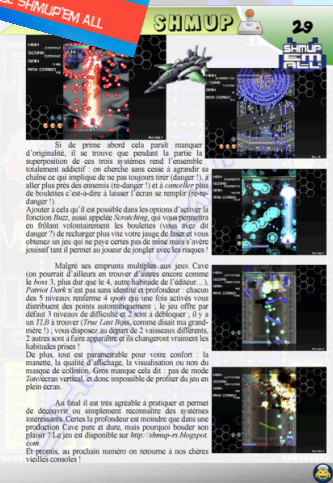 SHMUP'EM ALL
SHMUP
29
SHMUP
EM
ALL
Si de prime abord cela paraît manquer
d'originalité, il se trouve que pendant la partie la
superposition de ces trois systèmes rend l'ensemble
totalement addictif : on cherche sans cesse à agrandir sa
chaîne ce qui implique de ne pas toujours tirer (danger !), à
aller plus près des ennemis (re-danger !) et à canceller plus
de boulettes c'est-à-dire à laisser l'écran se remplir (re-re-
danger !).
Ajouter à cela qu'il est possible dans les options d'activer la
fonction Buzz, aussi appelée Scratching, qui vous permettra
en frôlant volontairement les boulettes (vous avez dit
danger ?) de recharger plus vite votre jauge de laser et vous
obtenez un jeu qui ne paye certes pas de mine mais s'avère
jouissif tant il permet au joueur de jongler avec les risques !
Malgré ses emprunts multiples aux jeux Cave
(on pourrait d'ailleurs en trouver d'autres encore comme
le boss 3, plus dur que le 4, autre habitude de l'éditeur…),
Patriot Dark n'est pas sans identité et profondeur : chacun
des 5 niveaux renferme 4 spots qui une fois activés vous
distribuent des points automatiquement ; le jeu offre par
défaut 3 niveaux de difficulté et 2 sont à débloquer ; il y a
un TLB à trouver (True Last Boss, comme disait ma grand-
mère !) ; vous disposez au départ de 2 vaisseaux différents,
2 autres sont à faire apparaître et ils changeront vraiment les
habitudes prises !
De plus, tout est paramétrable pour votre confort : la
manette, la qualité d'affichage, la visualisation ou non du
masque de collision. Gros manque cela dit : pas de mode
Tate/écran vertical, et donc impossible de profiter du jeu en
plein écran.
Au final il est très agréable à pratiquer et permet
de découvrir ou simplement reconnaître des systèmes
intéressants. Certes la profondeur est moindre que dans une
production Cave pure et dure, mais pourquoi bouder son
plaisir ? Le jeu est disponible sur http://shmup-rs.blogspot.
com.
Et promis, au prochain numéro on retourne à nos chères
vieilles consoles !